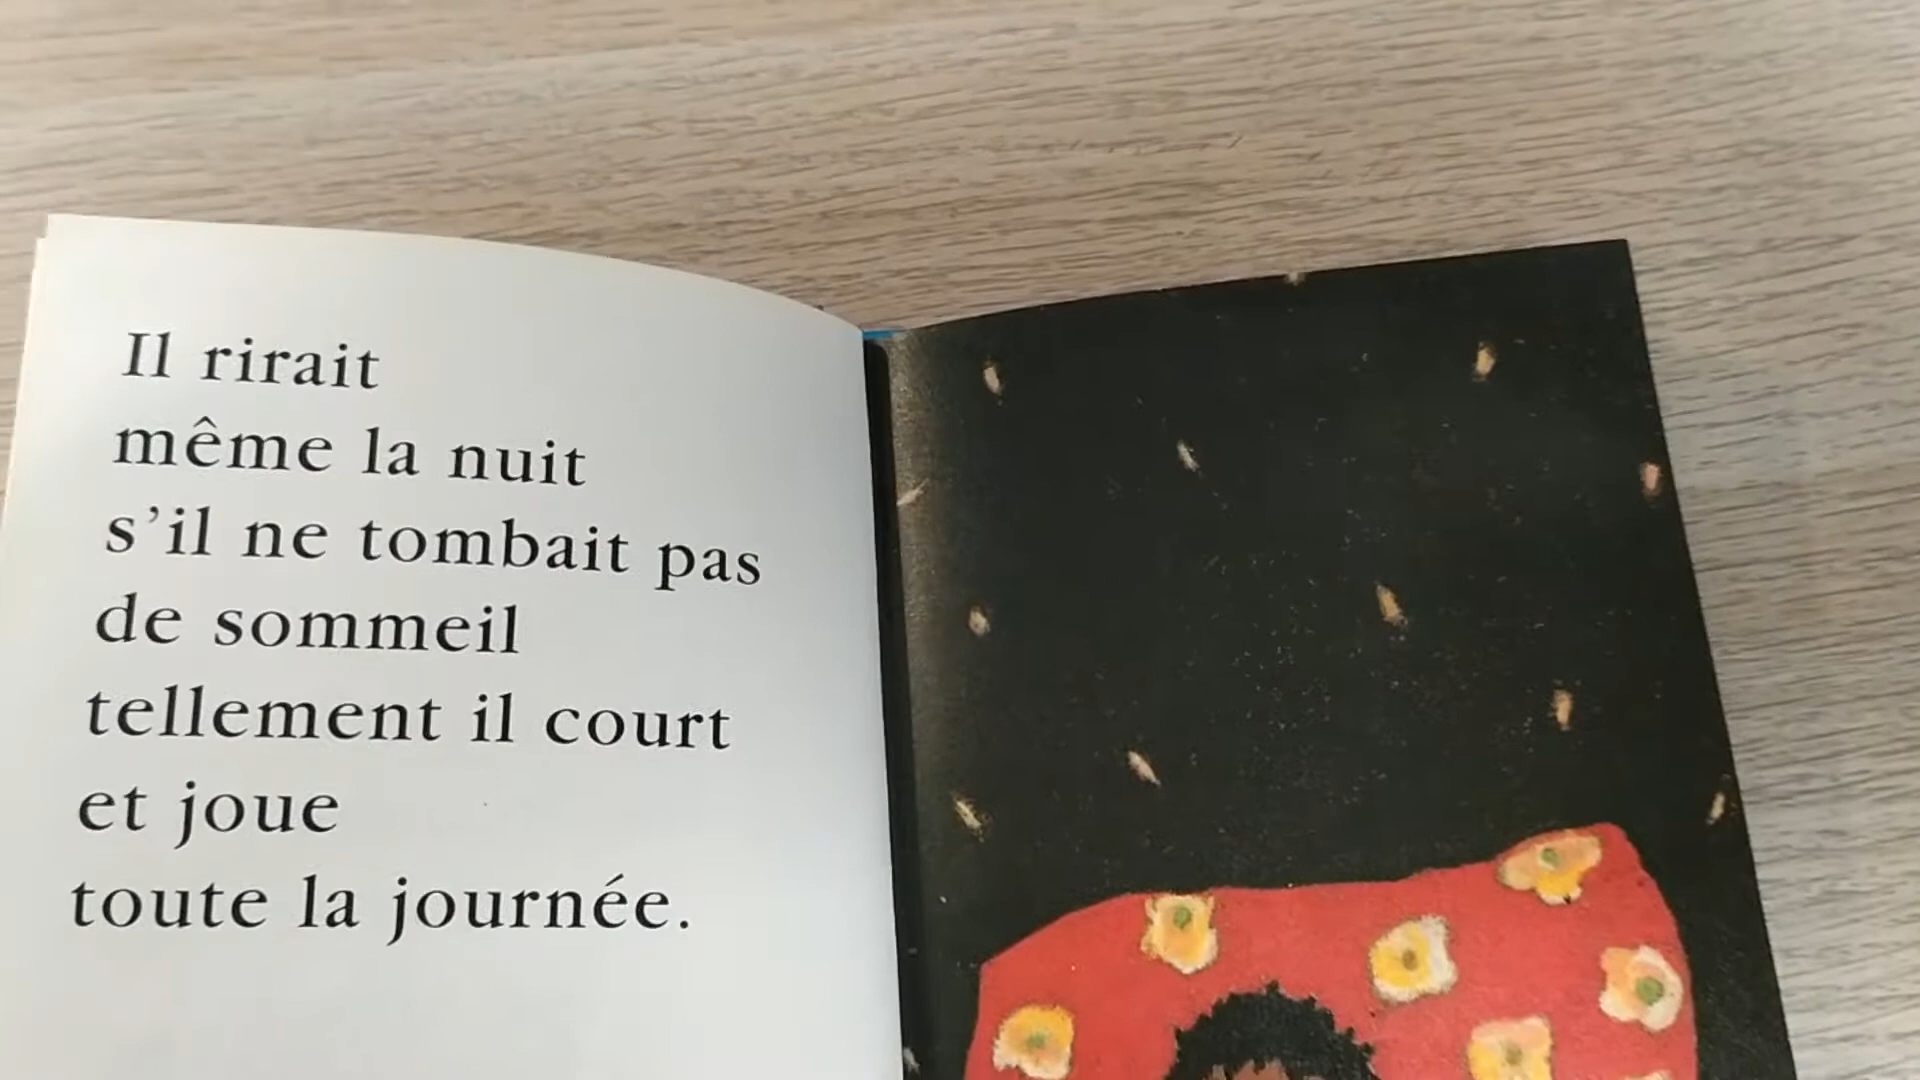 Il rirait
même la nuit
s'il ne tombait pas
de sommeil
tellement il court
et joue
toute la journée.